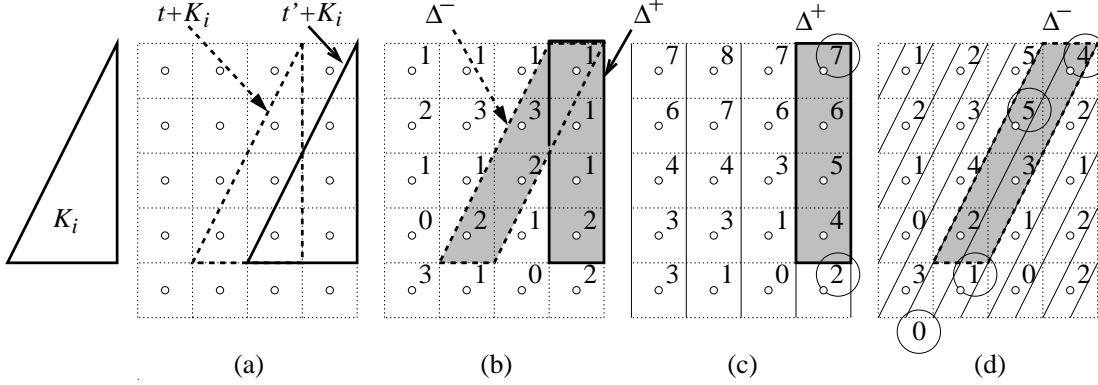 t+K_i t'+K_i Δ⁻ Δ⁺ Δ⁺ Δ⁻
K_i
1 1 1 1
2 3 3 1
1 1 2 1
0 2 1 2
3 1 0 2
7 8 7 7
6 7 6 6
4 4 3 5
3 3 1 4
3 1 0 2
1 2 5 4
2 3 5 2
1 4 3 1
0 2 1 2
3 1 0 2
0
(a) (b) (c) (d)